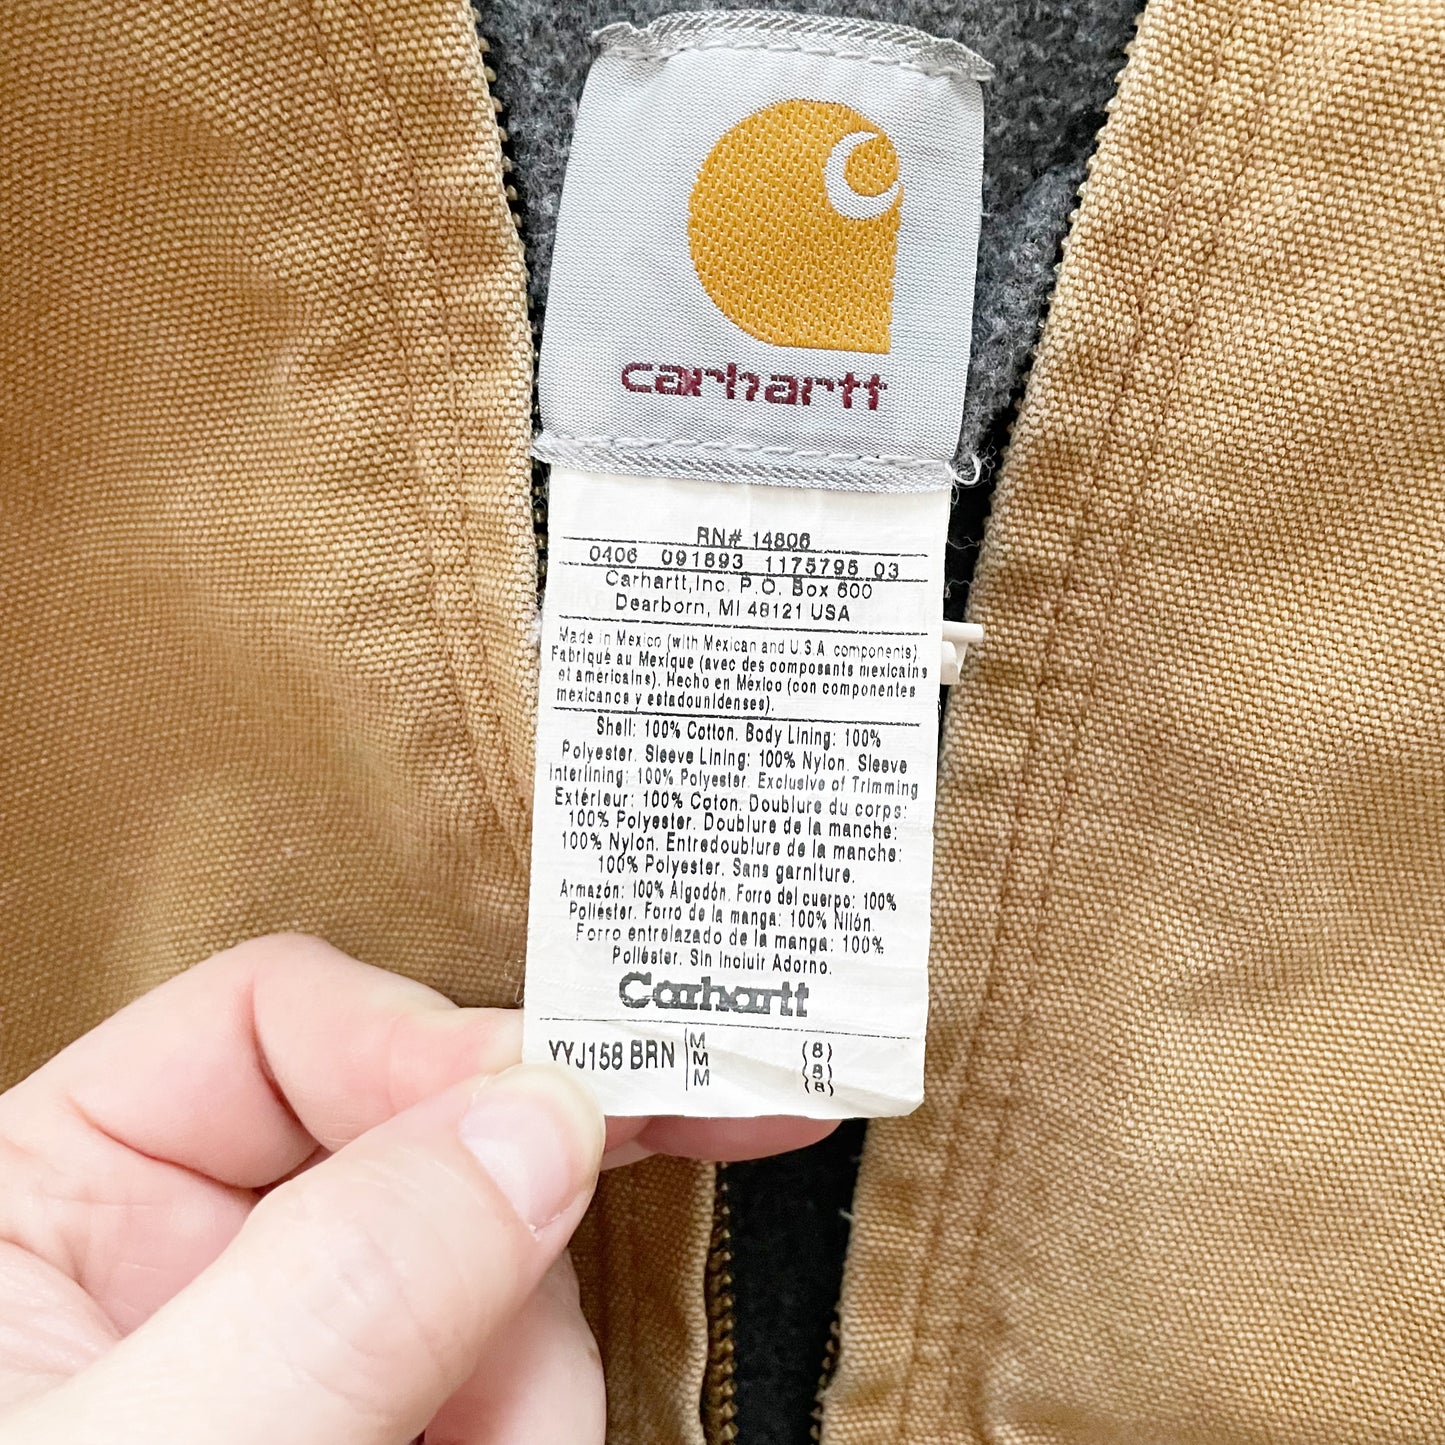 carhartt
RN# 14806
0406 091693 1175795 03
Carhartt, Inc. P.O. Box 600
Dearborn, MI 48121 USA
Made in Mexico (with Mexican and U.S.A. components)
Fabriqué au Mexique (avec des composants mexicains
et américains). Hecho en México (con componentes
mexicanos y estadounidenses).
Shell: 100% Cotton. Body Lining: 100%
Polyester. Sleeve Lining: 100% Nylon. Sleeve
Interlining: 100% Polyester. Exclusive of Trimming
Extérieur: 100% Coton. Doublure du corps:
100% Polyester. Doublure de la manche:
100% Nylon. Entredoublure de la manche:
100% Polyester. Sans garniture.
Armazón: 100% Algodón. Forro del cuerpo: 100%
Poliéster. Forro de la manga: 100% Nilón.
Forro entrelazado de la manga: 100%
Poliéster. Sin Incluir Adorno.
Carhartt
YYJ158 BRN M (8)
M (8)
M (8)